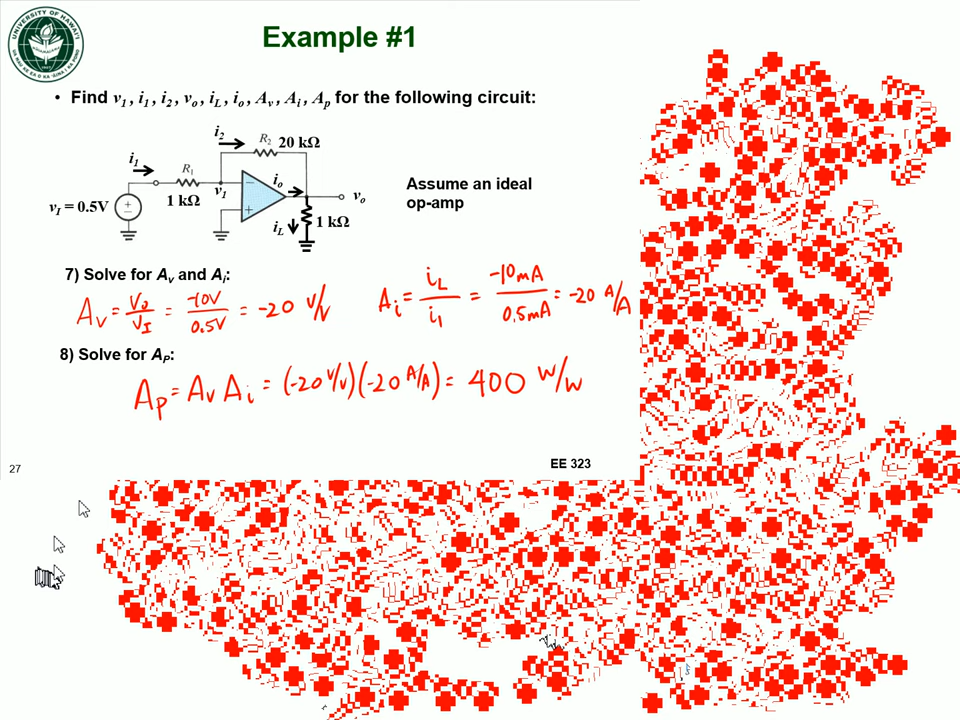 UNIVERSITY OF HAWAI'I
Example #1
• Find v1 , i1 , i2 , vo , iL , io , Av , Ai , Ap for the following circuit:
i2
R2 20 kΩ
i1
R1
v1
io
vo
vI = 0.5V
1 kΩ
iL
1 kΩ
Assume an ideal
op-amp
7) Solve for Av and Ai:
Av = vo/vI = -10V/0.5V = -20 V/V
Ai = iL/i1 = -10mA/0.5mA = -20 A/A
8) Solve for AP:
Ap = Av Ai = (-20 V/V)(-20 A/A) = 400 W/W
27
EE 323